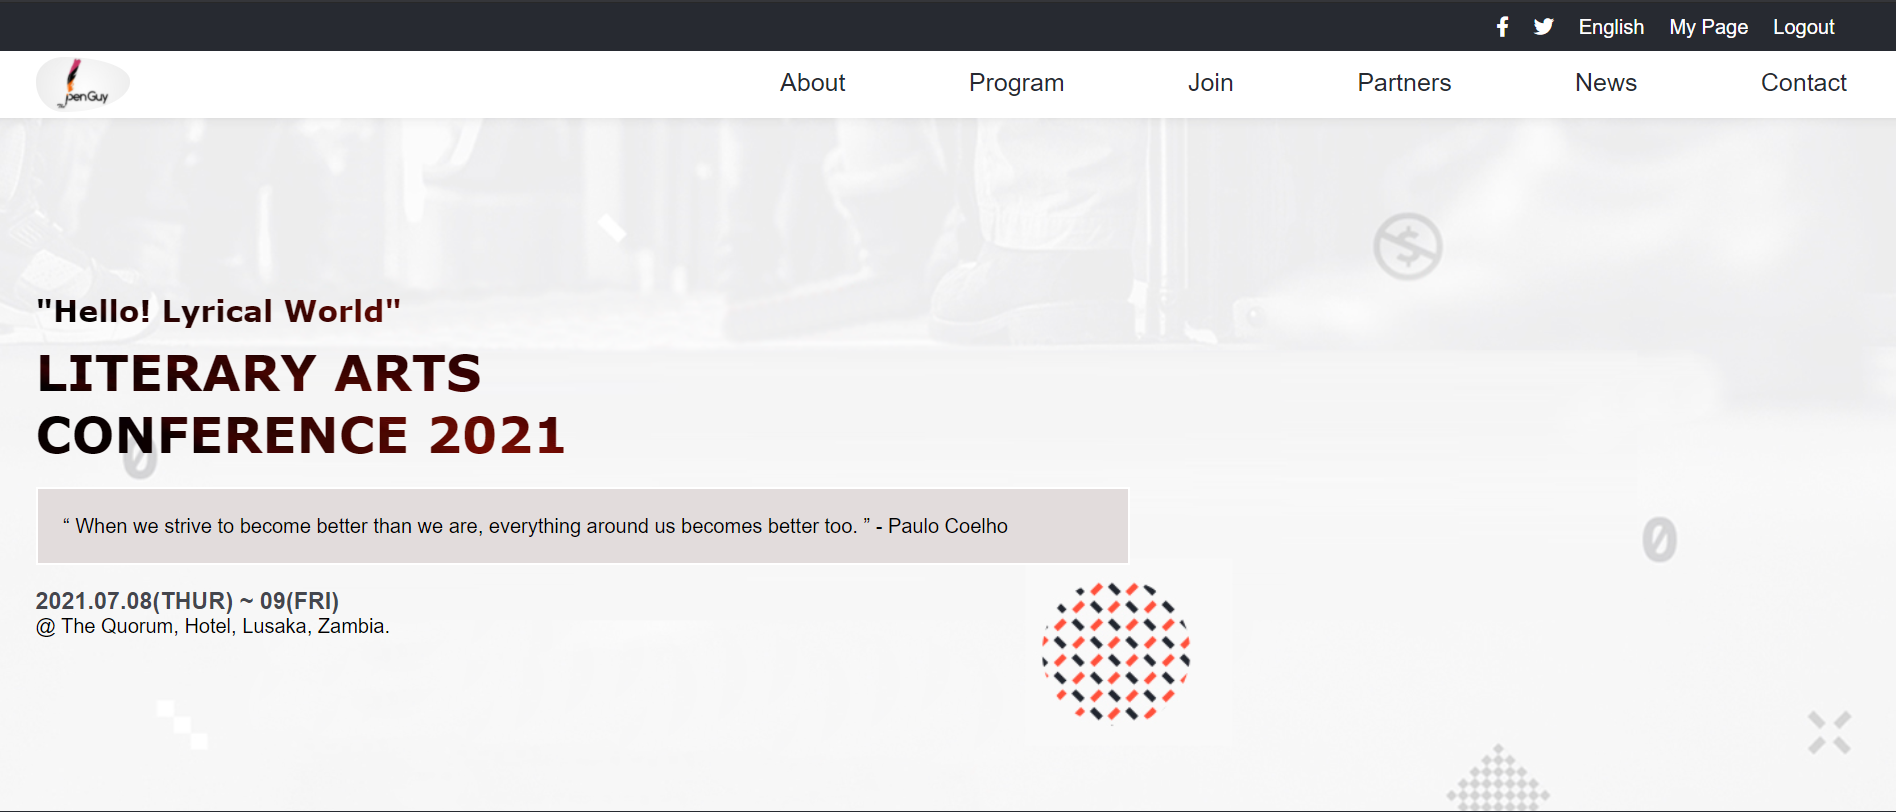 English My Page Logout
penGuy
About Program Join Partners News Contact
"Hello! Lyrical World"
LITERARY ARTS
CONFERENCE 2021
“ When we strive to become better than we are, everything around us becomes better too. ” - Paulo Coelho
2021.07.08(THUR) ~ 09(FRI)
@ The Quorum, Hotel, Lusaka, Zambia.